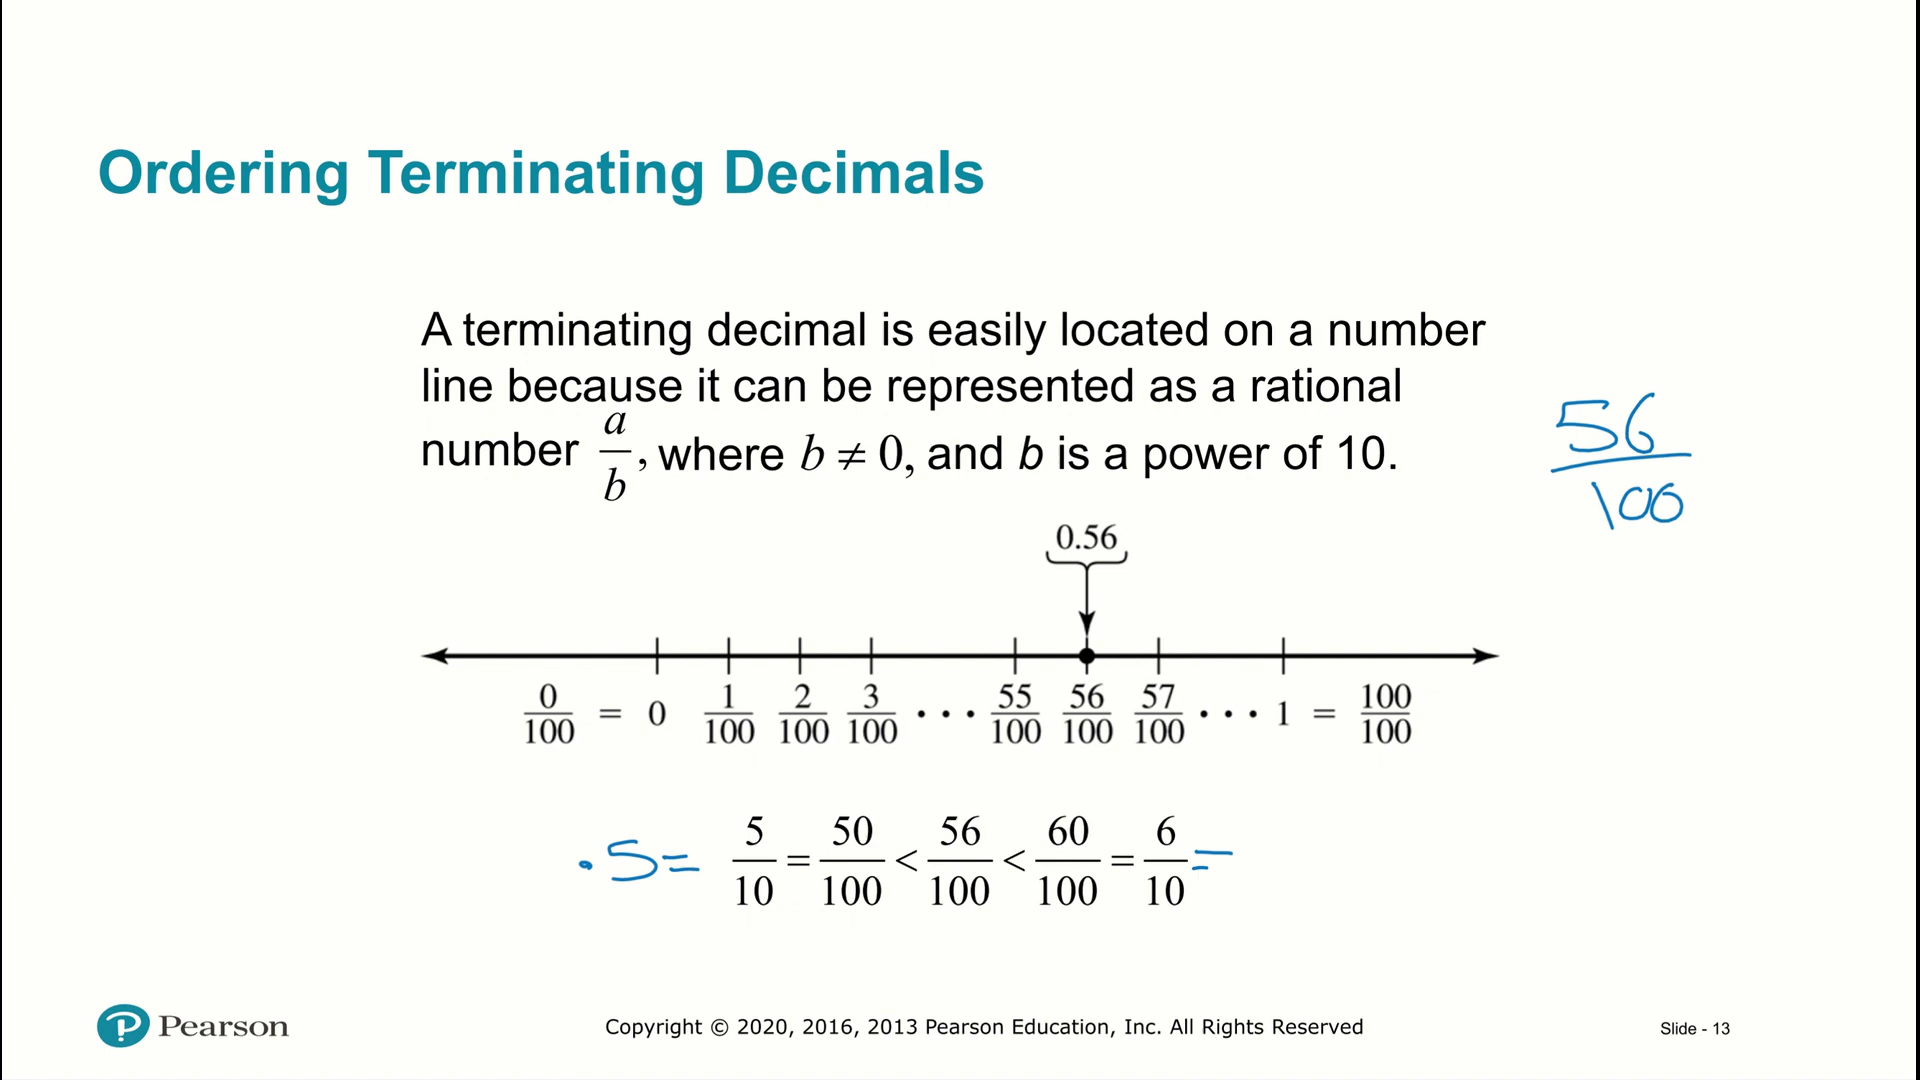 Ordering Terminating Decimals
A terminating decimal is easily located on a number
line because it can be represented as a rational
number a/b, where b ≠ 0, and b is a power of 10.
56/100
0.56
0/100 = 0 1/100 2/100 3/100 ··· 55/100 56/100 57/100 ··· 1 = 100/100
.5= 5/10 = 50/100 < 56/100 < 60/100 = 6/10 =
Pearson
Copyright © 2020, 2016, 2013 Pearson Education, Inc. All Rights Reserved
Slide - 13